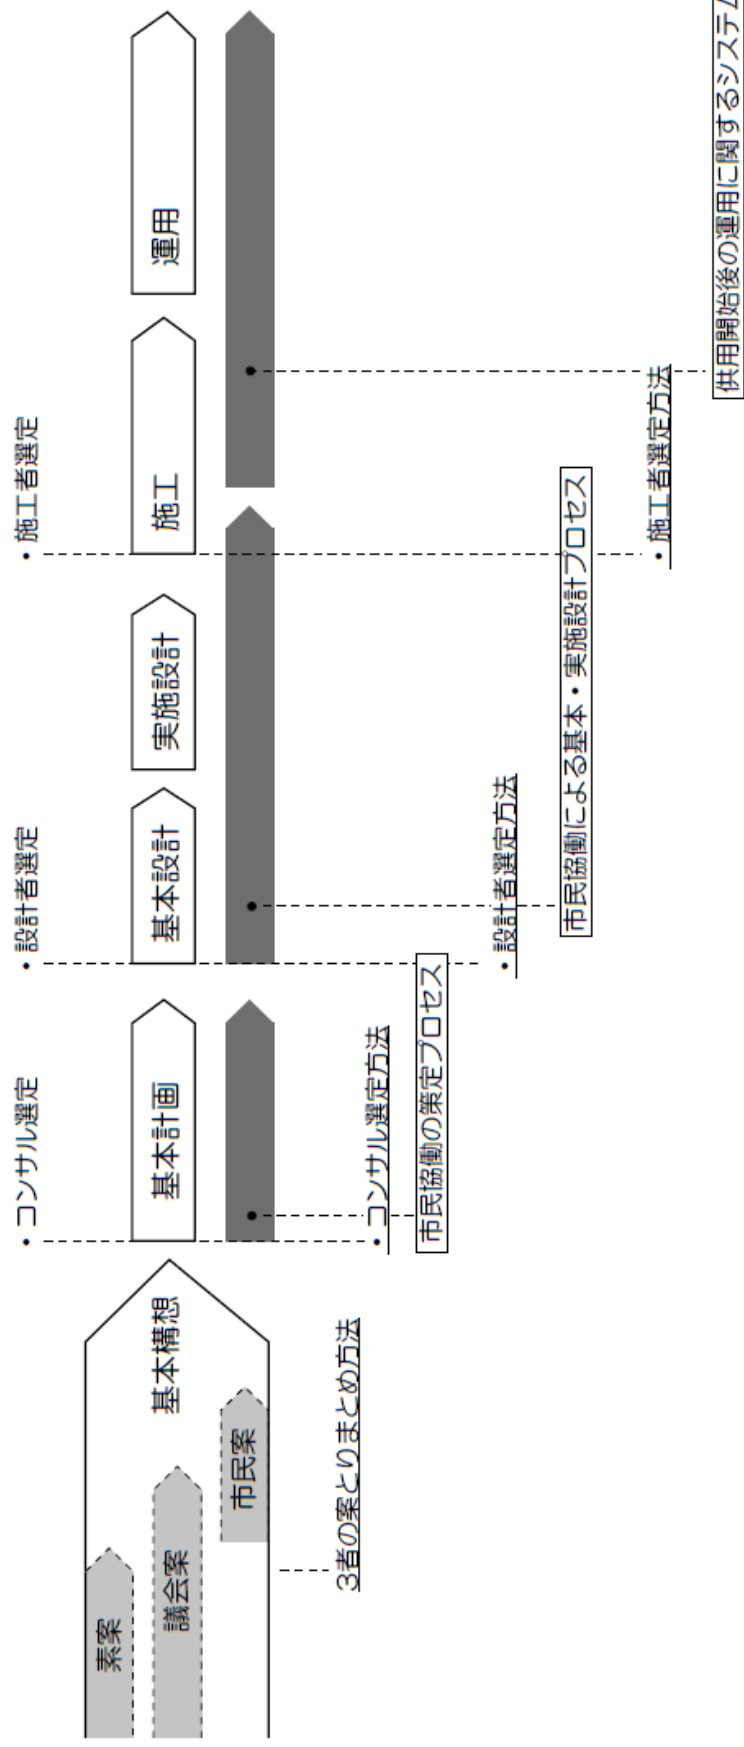 ・コンサル選定
・設計者選定
・施工者選定
素案
議会案
市民案
基本構想
基本計画
基本設計
実施設計
施工
運用
3者の案とりまとめ方法
・コンサル選定方法
市民協働の策定プロセス
・設計者選定方法
市民協働による基本・実施設計プロセス
・施工者選定方法
供用開始後の運用に関するシステム